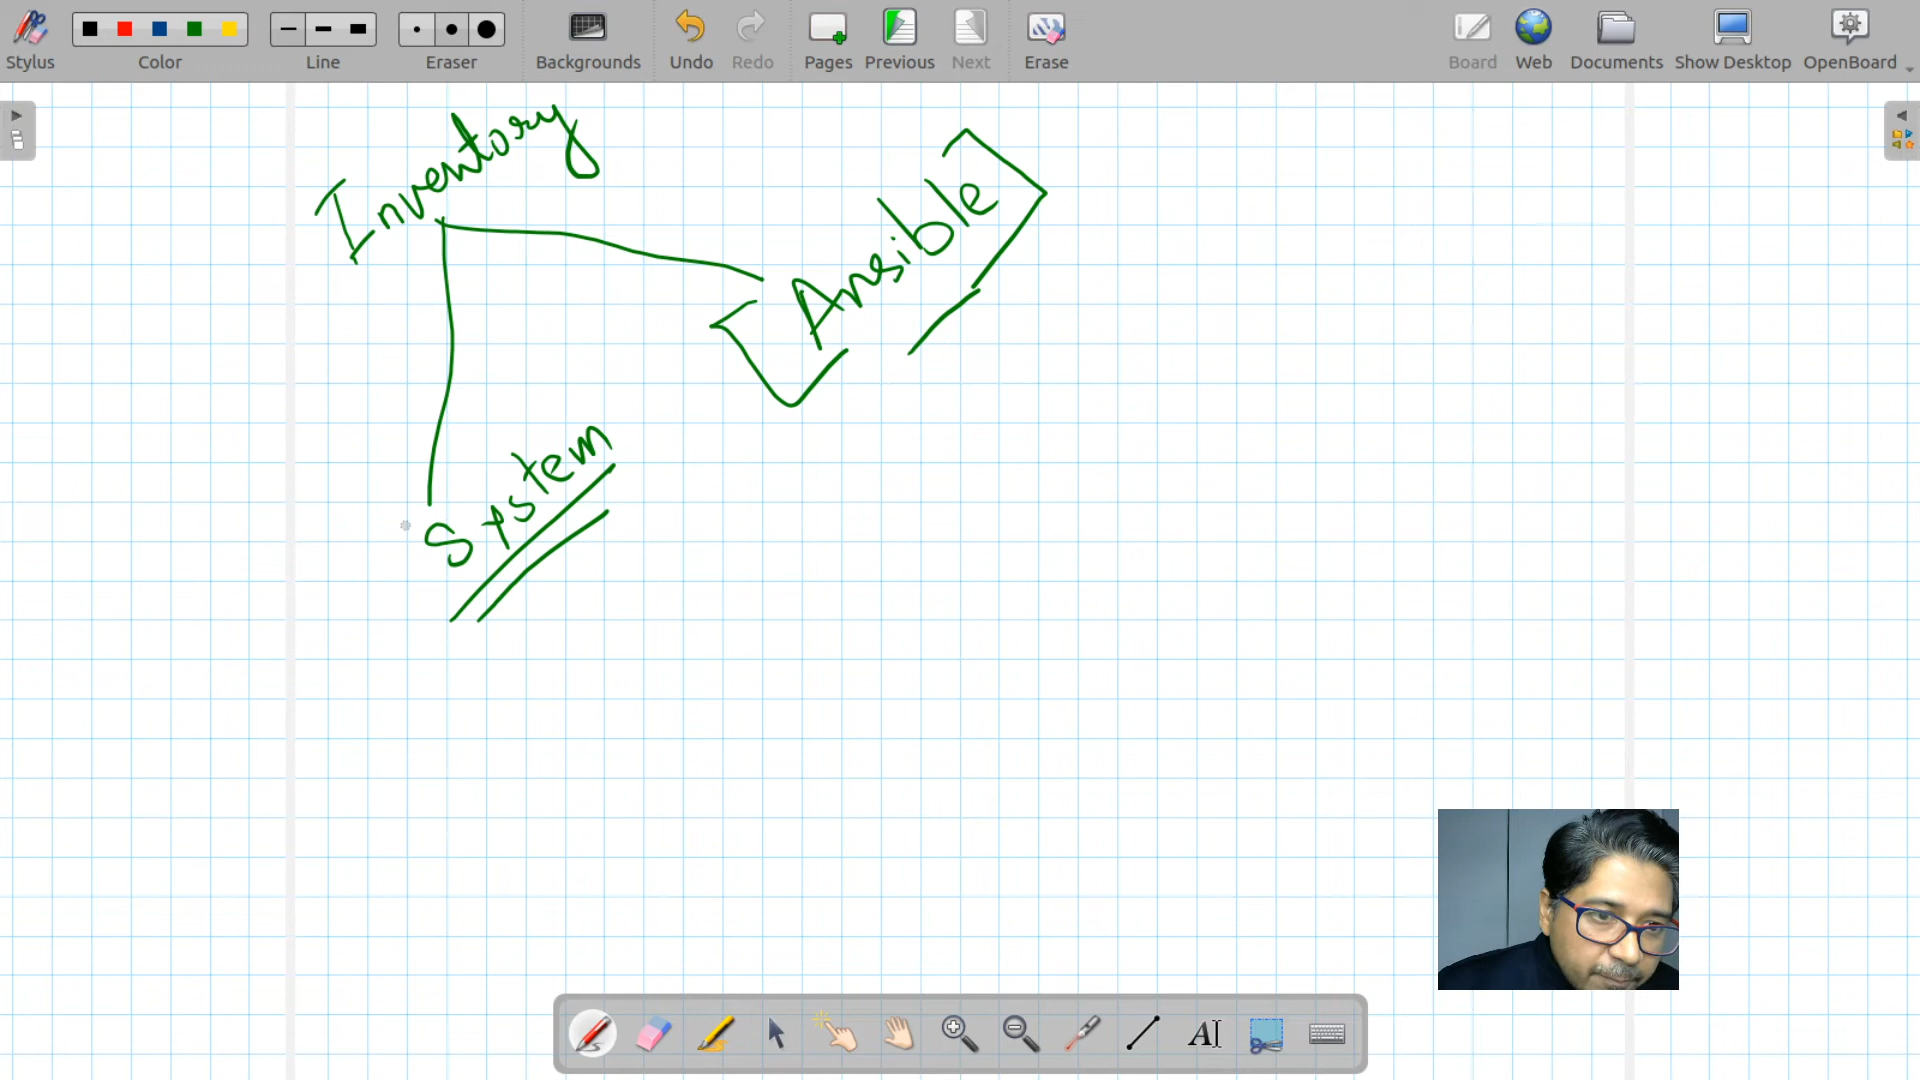 Stylus
Color
Line
Eraser
Backgrounds
Undo
Redo
Pages
Previous
Next
Erase
Board
Web
Documents
Show Desktop
OpenBoard
Inventory
Ansible
System
A